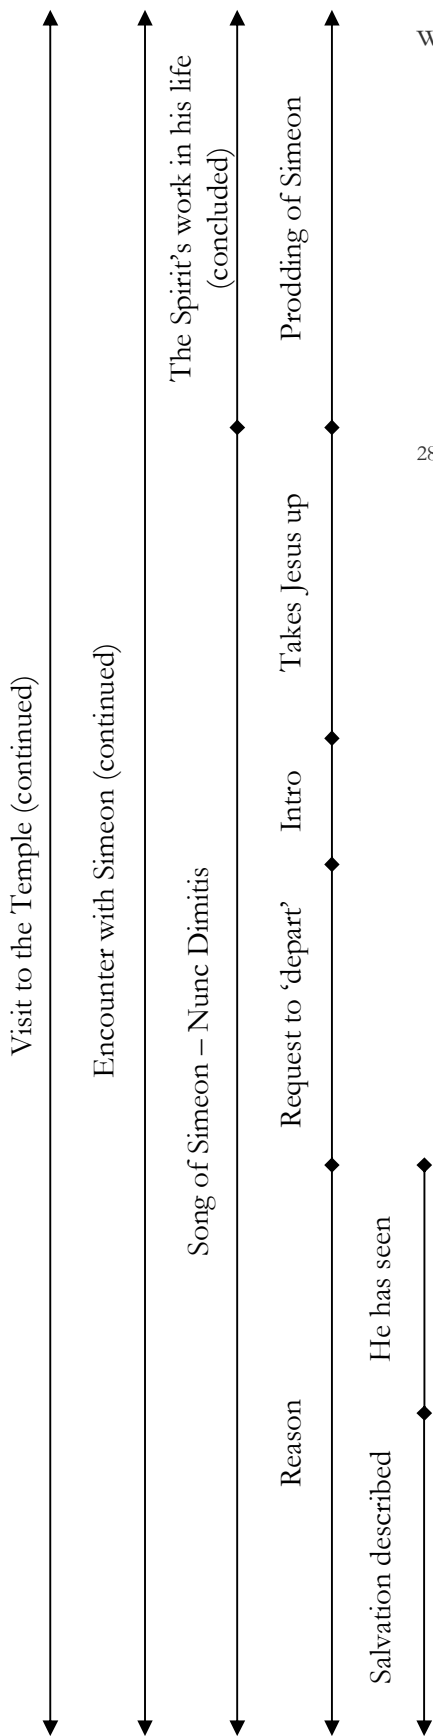 Visit to the Temple (continued)
Encounter with Simeon (continued)
The Spirit’s work in his life
(concluded)
Song of Simeon – Nunc Dimitis
Prodding of Simeon
Takes Jesus up
Intro
Request to ‘depart’
Reason
He has seen
Salvation described
W
28